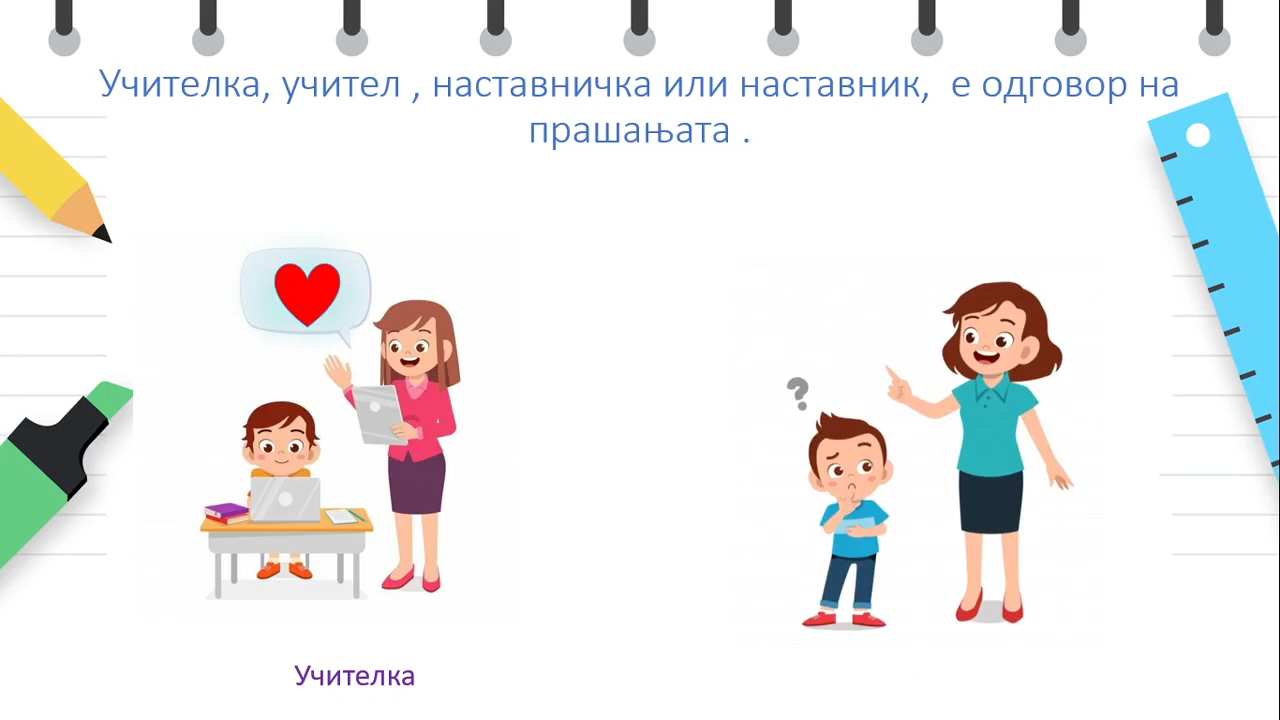 Учителка, учител , наставничка или наставник,  е одговор на
прашањата .
?
Учителка